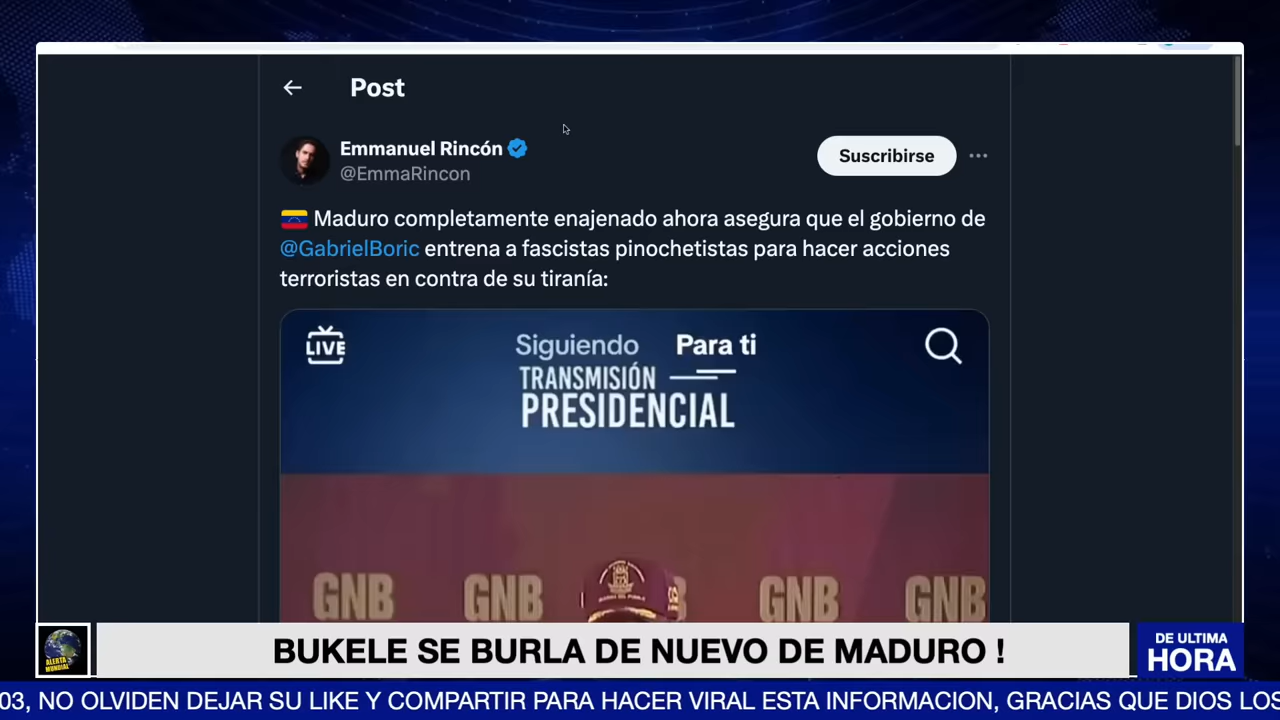 Post
Emmanuel Rincón
@EmmaRincon
Suscribirse
🇻🇪 Maduro completamente enajenado ahora asegura que el gobierno de
@GabrielBoric entrena a fascistas pinochetistas para hacer acciones
terroristas en contra de su tiranía:
LIVE
Siguiendo Para ti
TRANSMISIÓN
PRESIDENCIAL
GNB GNB GNB GNB
ALERTA
MUNDIAL
BUKELE SE BURLA DE NUEVO DE MADURO !
DE ULTIMA
HORA
03, NO OLVIDEN DEJAR SU LIKE Y COMPARTIR PARA HACER VIRAL ESTA INFORMACION, GRACIAS QUE DIOS LOS